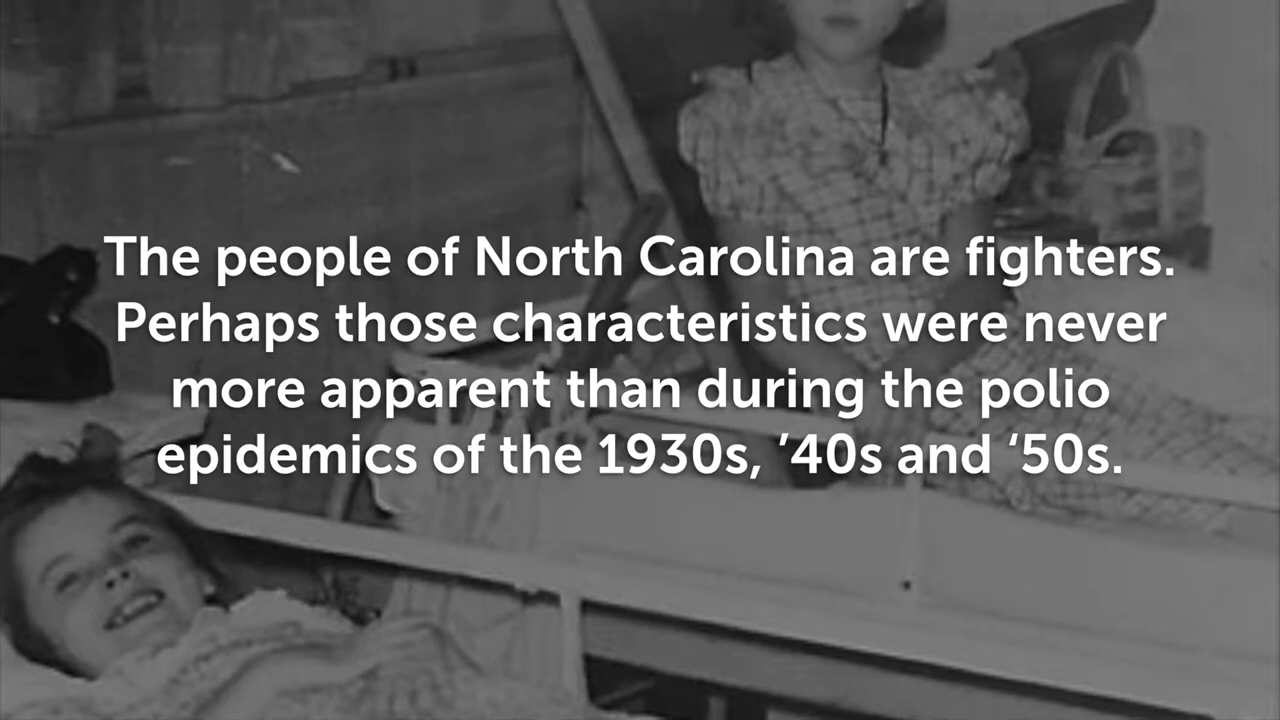 The people of North Carolina are fighters.
Perhaps those characteristics were never
more apparent than during the polio
epidemics of the 1930s, ’40s and ‘50s.